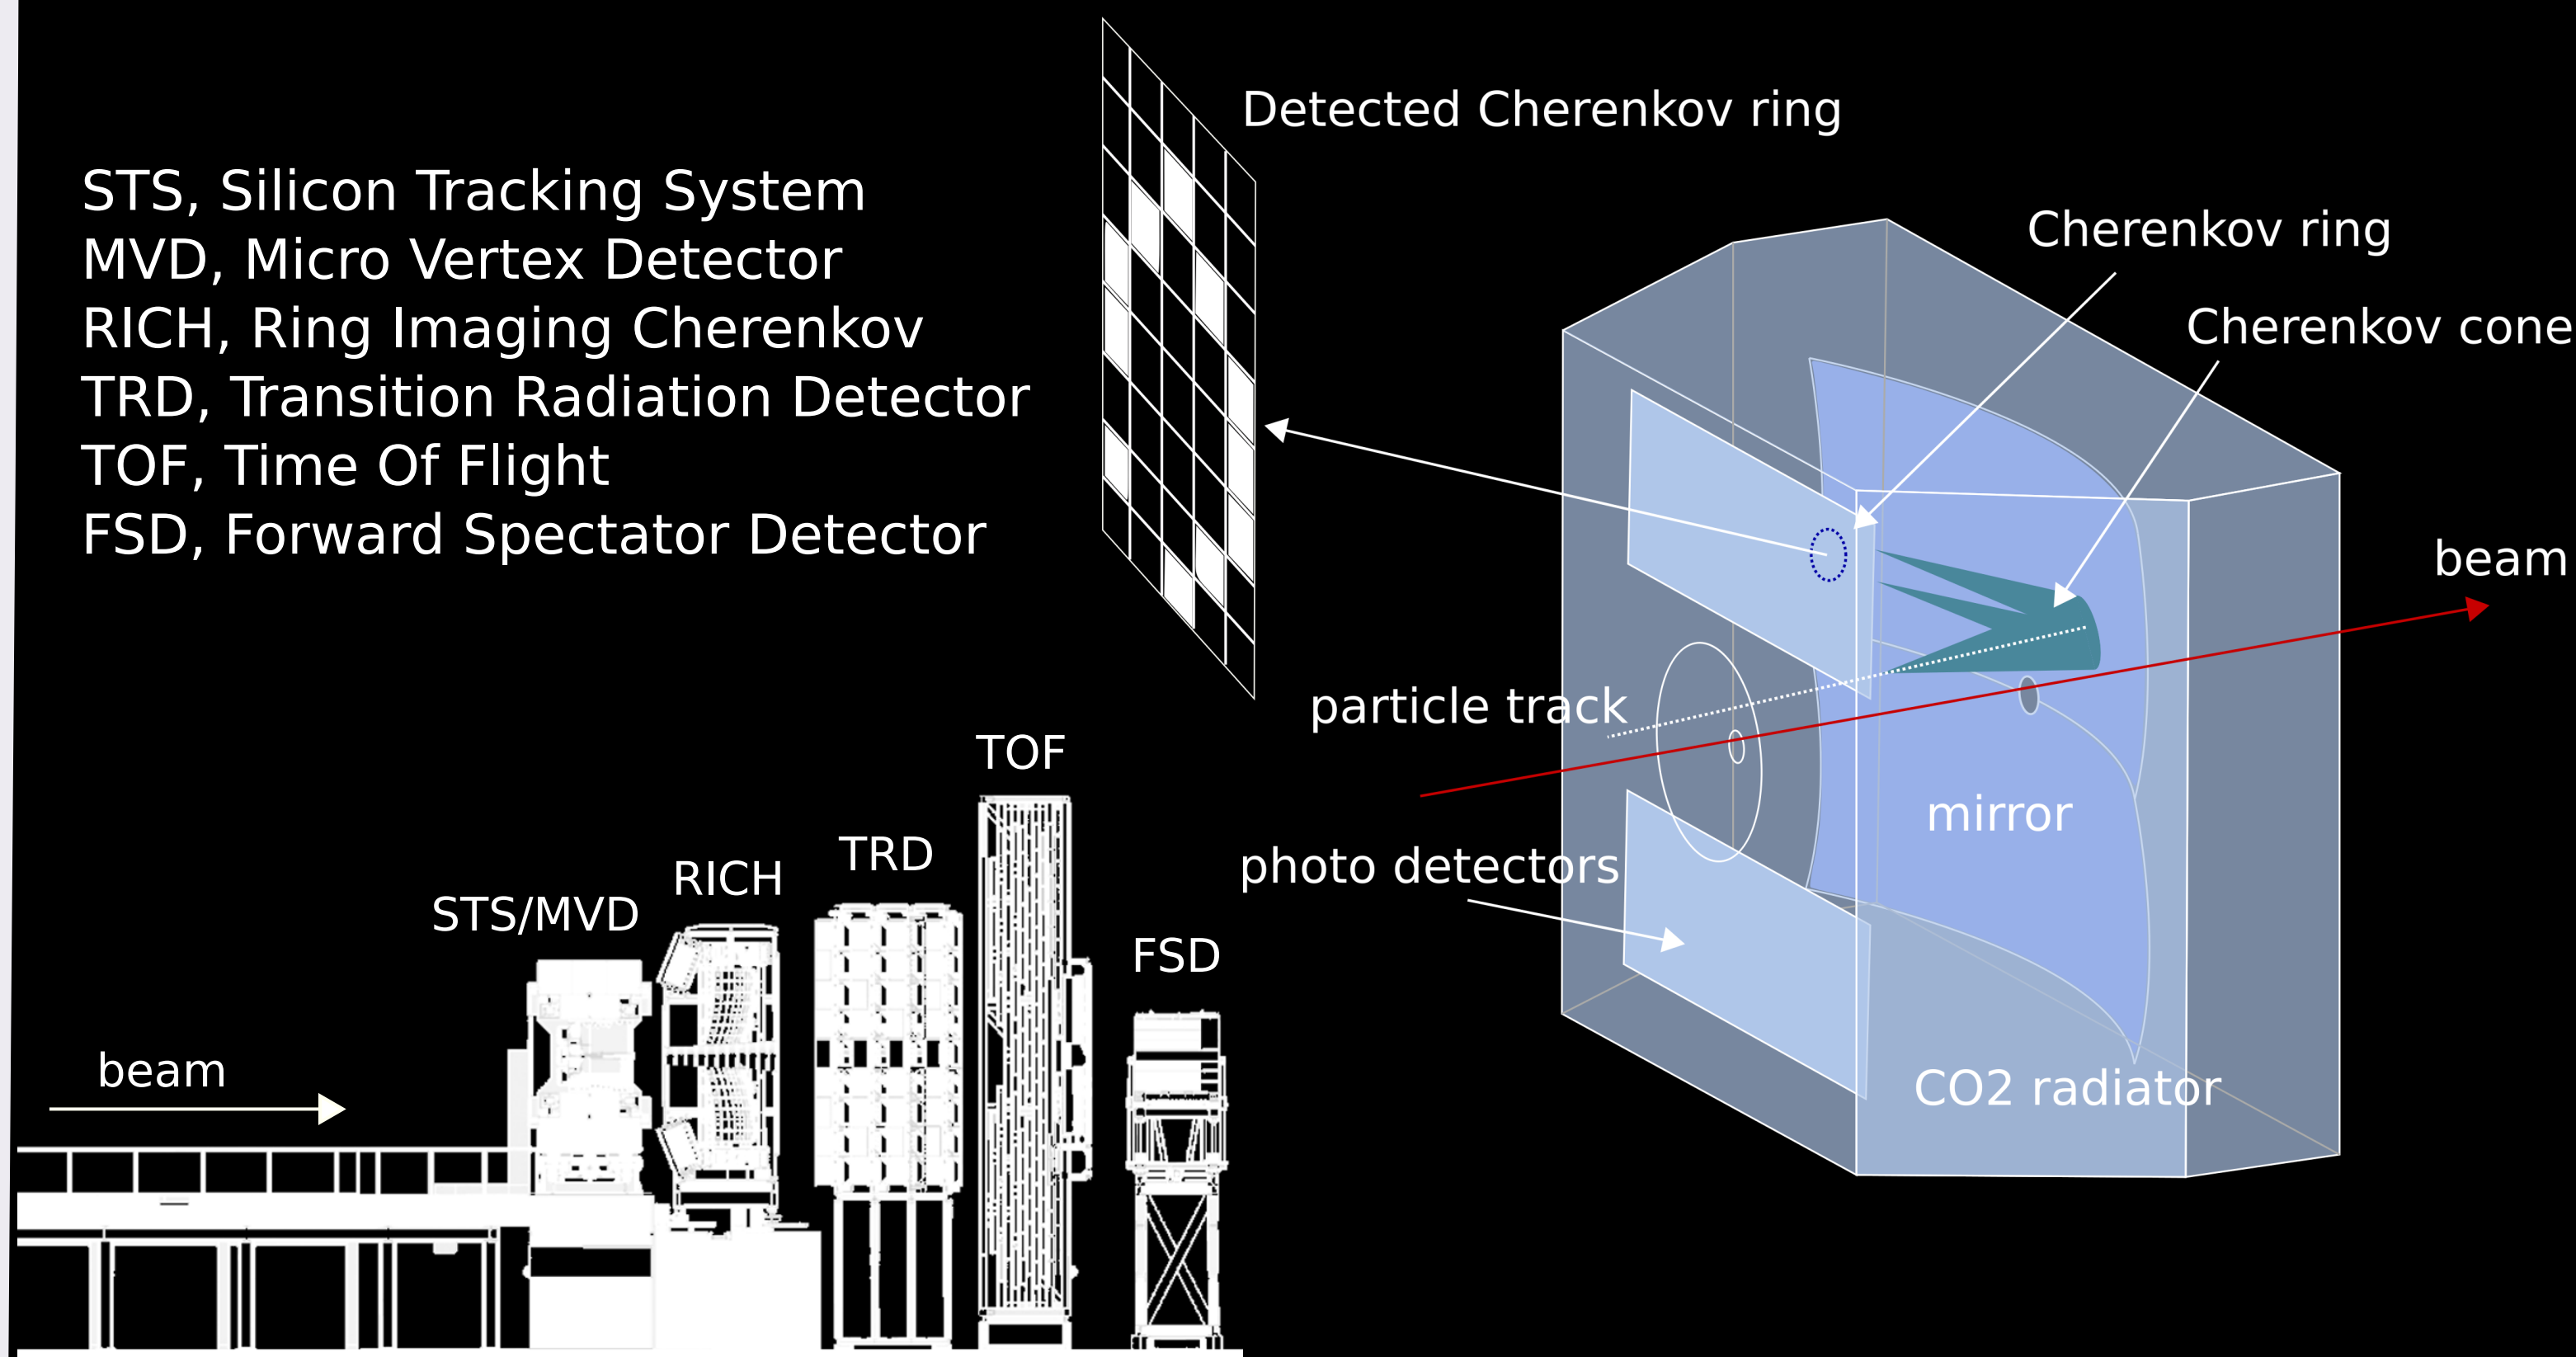 Detected Cherenkov ring
STS, Silicon Tracking System
MVD, Micro Vertex Detector
RICH, Ring Imaging Cherenkov
TRD, Transition Radiation Detector
TOF, Time Of Flight
FSD, Forward Spectator Detector
Cherenkov ring
Cherenkov cone
beam
particle track
mirror
photo detectors
CO2 radiator
TOF
TRD
RICH
STS/MVD
FSD
beam